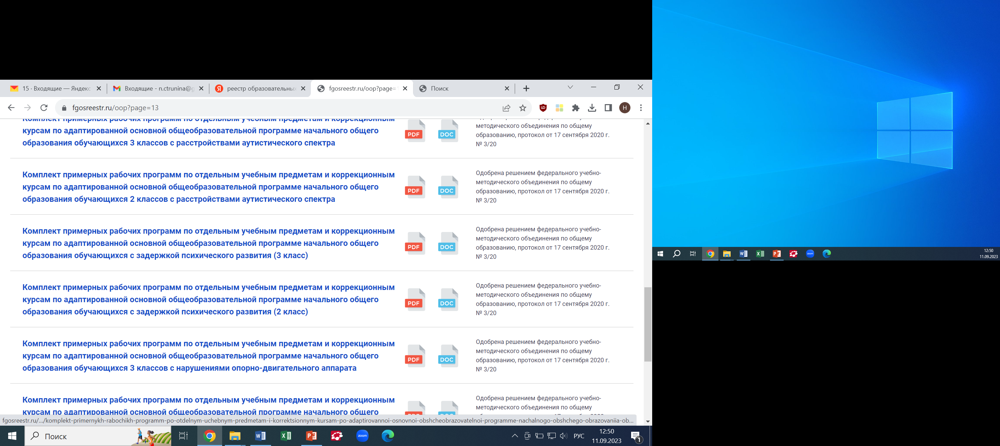 15 · Входящие — Яндекс
Входящие - n.ctrunina@g
реестр образовательных
fgosreestr.ru/oop?page=1
Поиск
fgosreestr.ru/oop?page=13
H
Комплект примерных рабочих программ по отдельным учебным предметам и коррекционным
курсам по адаптированной основной общеобразовательной программе начального общего
образования обучающихся 3 классов с расстройствами аутистического спектра
PDF
DOC
методического объединения по общему
образованию, протокол от 17 сентября 2020 г.
№ 3/20
Комплект примерных рабочих программ по отдельным учебным предметам и коррекционным
курсам по адаптированной основной общеобразовательной программе начального общего
образования обучающихся 2 классов с расстройствами аутистического спектра
PDF
DOC
Одобрена решением федерального учебно-
методического объединения по общему
образованию, протокол от 17 сентября 2020 г.
№ 3/20
Комплект примерных рабочих программ по отдельным учебным предметам и коррекционным
курсам по адаптированной основной общеобразовательной программе начального общего
образования обучающихся с задержкой психического развития (3 класс)
PDF
DOC
Одобрена решением федерального учебно-
методического объединения по общему
образованию, протокол от 17 сентября 2020 г.
№ 3/20
Комплект примерных рабочих программ по отдельным учебным предметам и коррекционным
курсам по адаптированной основной общеобразовательной программе начального общего
образования обучающихся с задержкой психического развития (2 класс)
PDF
DOC
Одобрена решением федерального учебно-
методического объединения по общему
образованию, протокол от 17 сентября 2020 г.
№ 3/20
Комплект примерных рабочих программ по отдельным учебным предметам и коррекционным
курсам по адаптированной основной общеобразовательной программе начального общего
образования обучающихся 3 классов с нарушениями опорно-двигательного аппарата
PDF
DOC
Одобрена решением федерального учебно-
методического объединения по общему
образованию, протокол от 17 сентября 2020 г.
№ 3/20
Комплект примерных рабочих программ по отдельным учебным предметам и коррекционным
курсам по адаптированной основной общеобразовательной программе начального общего
Одобрена решением федерального учебно-
методического объединения по общему
fgosreestr.ru/.../komplekt-primernykh-rabochikh-programm-po-otdelnym-uchebnym-predmetam-i-korrektsionnym-kursam-po-adaptirovannoi-osnovnoi-obshcheobrazovatelnoi-programme-nachalnogo-obshchego-obrazovaniia-ob...
Поиск
zoom
РУС
12:50
11.09.2023
1
zoom
12:50
11.09.2023